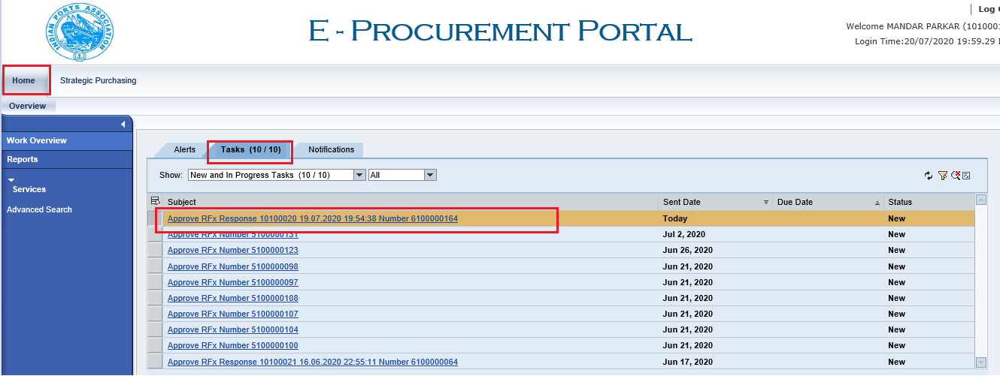 INDIAN PORTS ASSOCIATION
E - PROCUREMENT PORTAL
Log
Welcome MANDAR PARKAR (101000
Login Time:20/07/2020 19:59.29
Home Strategic Purchasing
Overview
Work Overview
Reports
Services
Advanced Search
Alerts Tasks (10 / 10) Notifications
Show: New and In Progress Tasks (10 / 10) All
Subject Sent Date Due Date Status
Approve RFx Response 10100020 19.07.2020 19:54:38 Number 6100000164 Today New
Approve RFx Number 5100000131 Jul 2, 2020 New
Approve RFx Number 5100000123 Jun 26, 2020 New
Approve RFx Number 5100000098 Jun 21, 2020 New
Approve RFx Number 5100000097 Jun 21, 2020 New
Approve RFx Number 5100000108 Jun 21, 2020 New
Approve RFx Number 5100000107 Jun 21, 2020 New
Approve RFx Number 5100000104 Jun 21, 2020 New
Approve RFx Number 5100000100 Jun 21, 2020 New
Approve RFx Response 10100021 16.06.2020 22:55:11 Number 6100000064 Jun 17, 2020 New